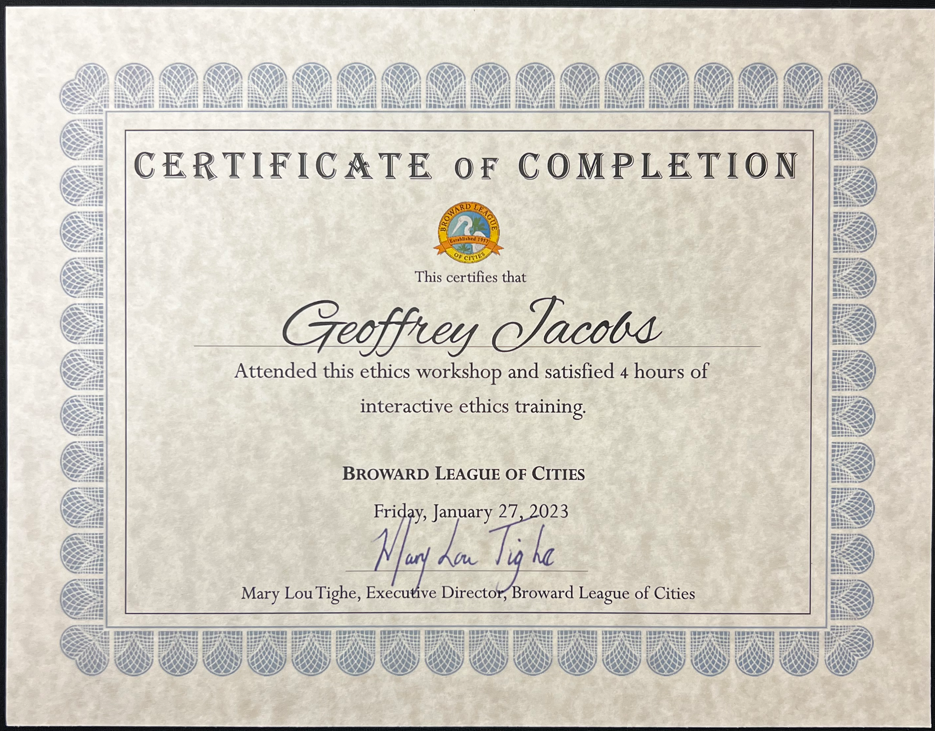 CERTIFICATE OF COMPLETION
BROWARD LEAGUE
Established 1957
OF CITIES
This certifies that
Geoffrey Jacobs
Attended this ethics workshop and satisfied 4 hours of
interactive ethics training.
BROWARD LEAGUE OF CITIES
Friday, January 27, 2023
Mary Lou Tighe
Mary Lou Tighe, Executive Director, Broward League of Cities